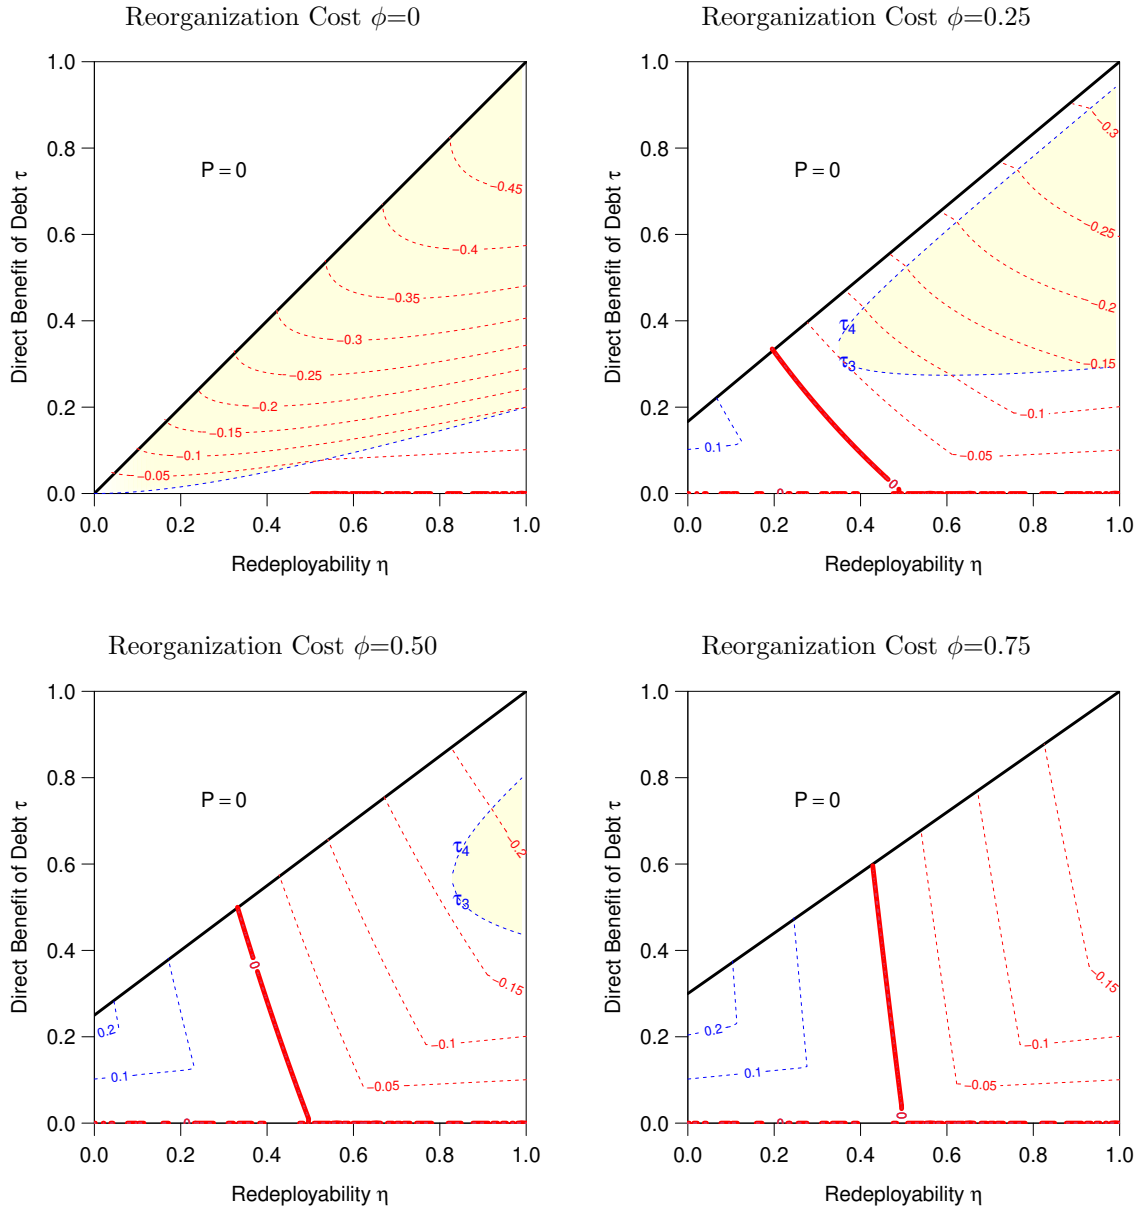 Reorganization Cost ϕ=0
1.0
0.8
0.6
0.4
0.2
0.0
Direct Benefit of Debt τ
P = 0
−0.45
−0.4
−0.35
−0.3
−0.25
−0.2
−0.15
−0.1
−0.05
0.0 0.2 0.4 0.6 0.8 1.0
Redeployability η
Reorganization Cost ϕ=0.25
1.0
0.8
0.6
0.4
0.2
0.0
Direct Benefit of Debt τ
P = 0
−0.3
−0.25
−0.2
τ4
τ3
−0.15
−0.1
0.1
−0.05
0
0
0.0 0.2 0.4 0.6 0.8 1.0
Redeployability η
Reorganization Cost ϕ=0.50
1.0
0.8
0.6
0.4
0.2
0.0
Direct Benefit of Debt τ
P = 0
τ4
−0.2
τ3
0
−0.15
0.2
−0.1
0.1
−0.05
0
0.0 0.2 0.4 0.6 0.8 1.0
Redeployability η
Reorganization Cost ϕ=0.75
1.0
0.8
0.6
0.4
0.2
0.0
Direct Benefit of Debt τ
P = 0
−0.15
0.2
−0.1
0.1
−0.05
0
0
0.0 0.2 0.4 0.6 0.8 1.0
Redeployability η